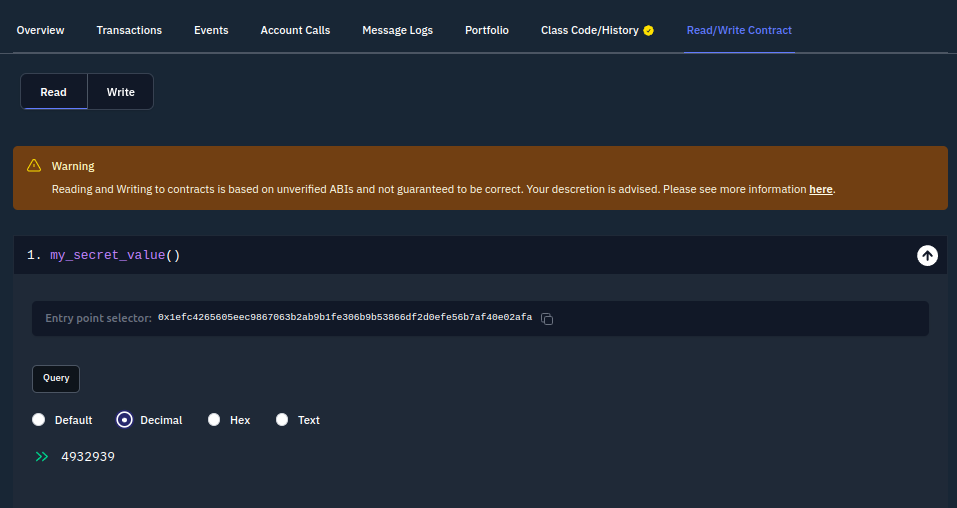 Overview Transactions Events Account Calls Message Logs Portfolio Class Code/History Read/Write Contract
Read Write
Warning
Reading and Writing to contracts is based on unverified ABIs and not guaranteed to be correct. Your descretion is advised. Please see more information here.
1. my_secret_value()
Entry point selector: 0x1efc4265605eec9867063b2ab9b1fe306b9b53866df2d0efe56b7af40e02afa
Query
Default Decimal Hex Text
>> 4932939